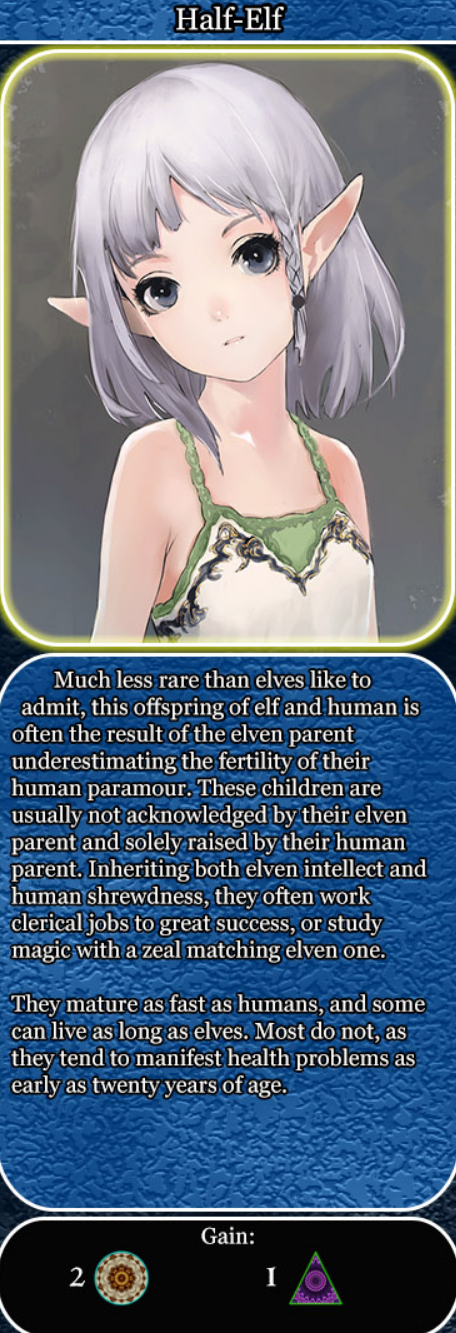 Half-Elf
Much less rare than elves like to
admit, this offspring of elf and human is
often the result of the elven parent
underestimating the fertility of their
human paramour. These children are
usually not acknowledged by their elven
parent and solely raised by their human
parent. Inheriting both elven intellect and
human shrewdness, they often work
clerical jobs to great success, or study
magic with a zeal matching elven one.
They mature as fast as humans, and some
can live as long as elves. Most do not, as
they tend to manifest health problems as
early as twenty years of age.
Gain:
2 1